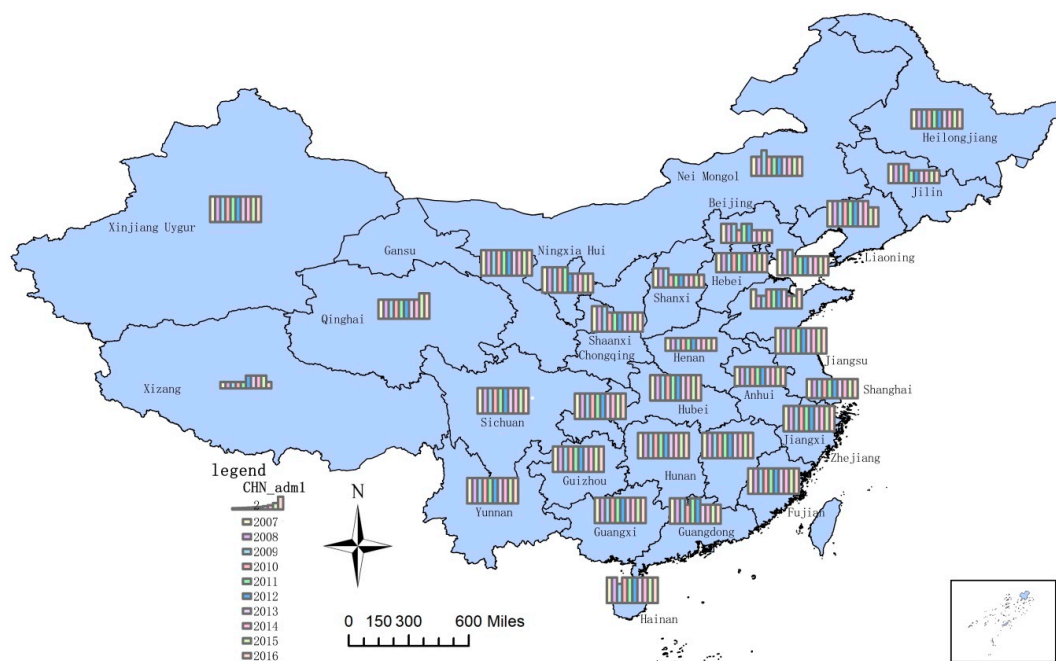 Heilongjiang
Nei Mongol
Jilin
Beijing
Xinjiang Uygur
Gansu
Ningxia Hui
Liaoning
Hebei
Shanxi
Qinghai
Shaanxi
Chongqing
Henan
Jiangsu
Xizang
Anhui
Shanghai
Hubei
Sichuan
Jiangxi
Zhejiang
Hunan
Guizhou
legend
CHN_adm1
2
N
Yunnan
Fujian
Guangxi
Guangdong
2007
2008
2009
2010
2011
2012
2013
2014
2015
2016
Hainan
0 150 300 600 Miles